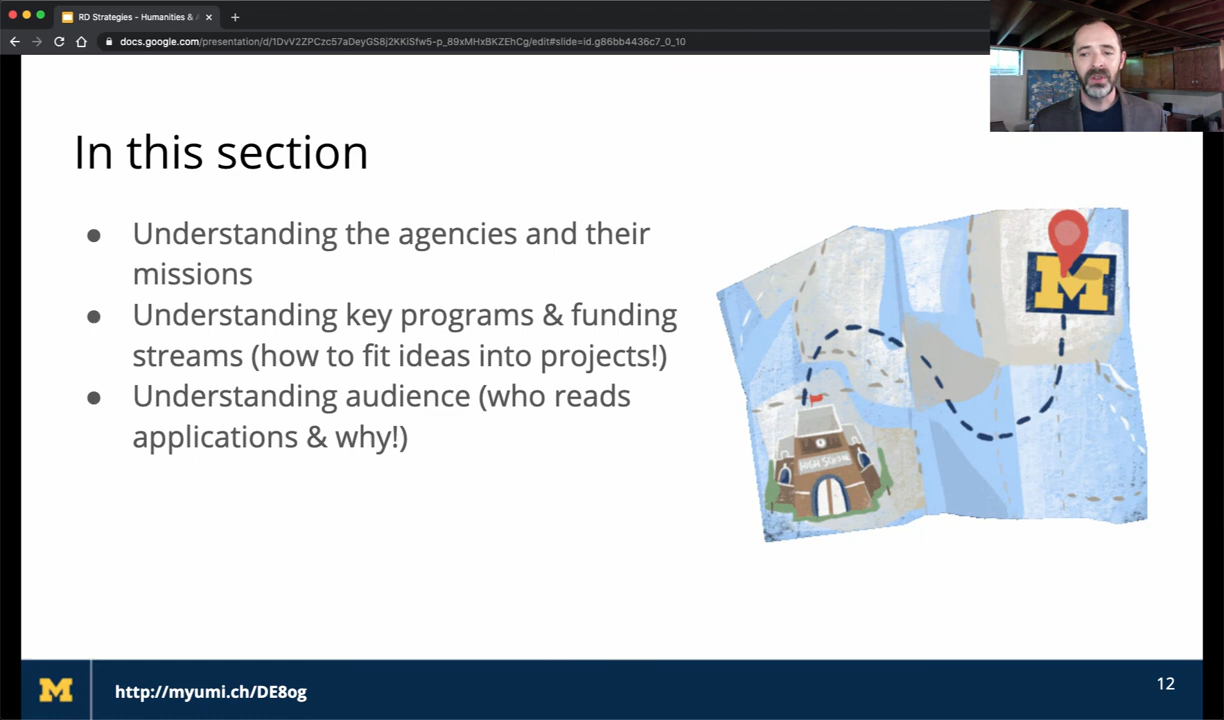 RD Strategies - Humanities &
docs.google.com/presentation/d/1DvV2ZPCzc57aDeyGS8j2KKiSfw5-p_89xMHxBKZEhCg/edit#slide=id.g86bb4436c7_0_10
In this section
● Understanding the agencies and their
missions
● Understanding key programs & funding
streams (how to fit ideas into projects!)
● Understanding audience (who reads
applications & why!)
M
HIGH SCHOOL
M
http://myumi.ch/DE8og
12